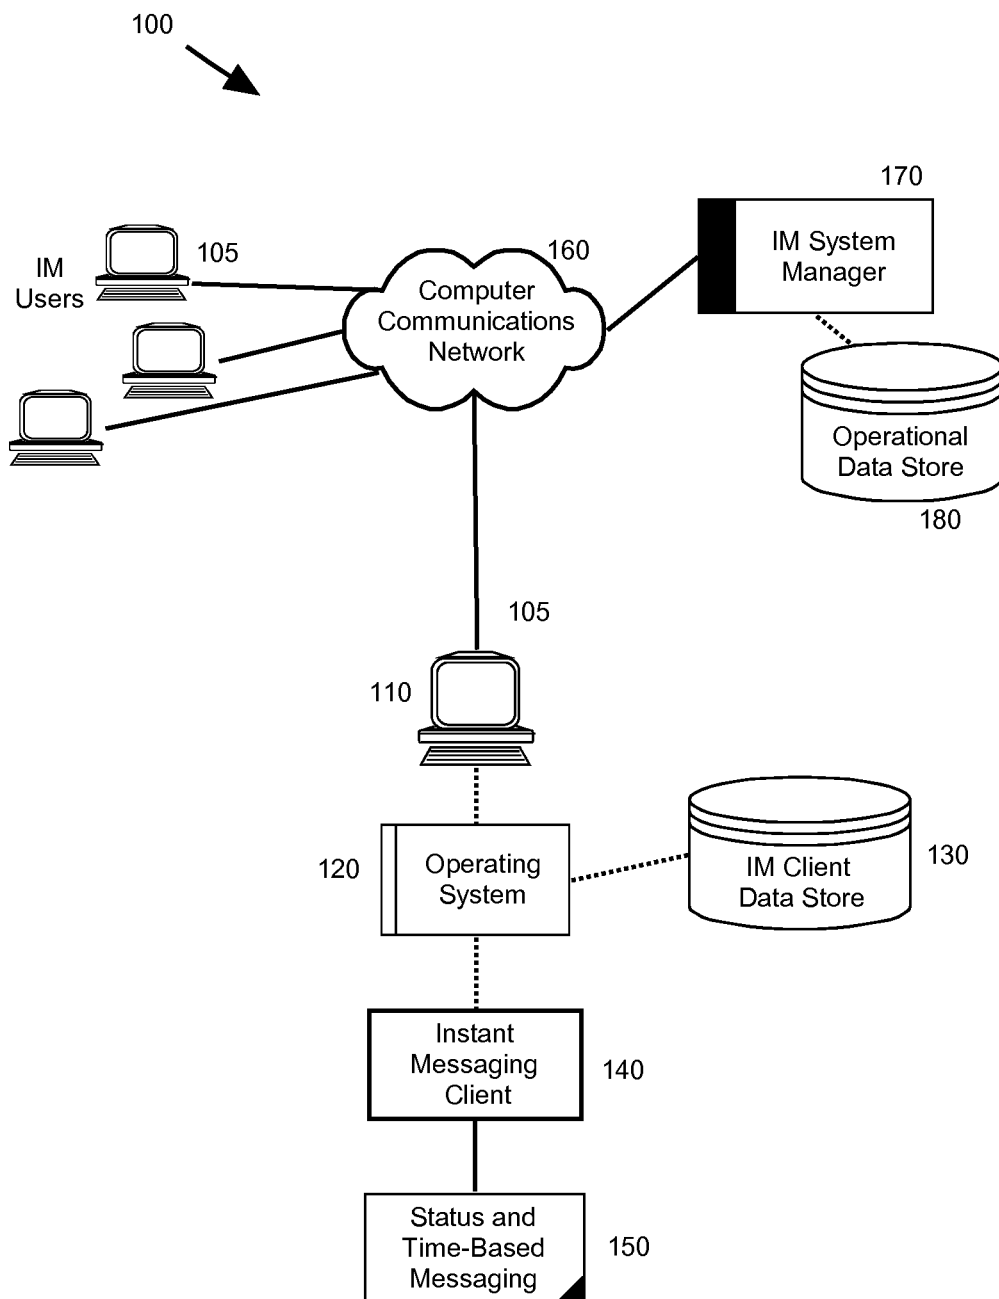 100
170
IM System
Manager
105
IM
Users
160
Computer
Communications
Network
Operational
Data Store
180
105
110
120
Operating
System
IM Client
Data Store
130
Instant
Messaging
Client
140
Status and
Time-Based
Messaging
150